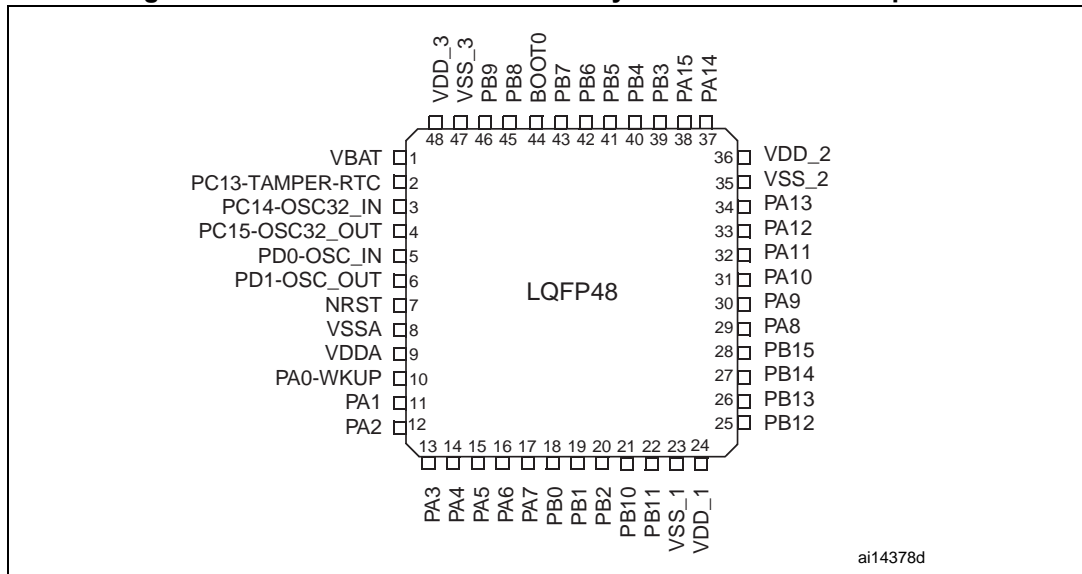 VDD_3
VSS_3
PB9
PB8
BOOT0
PB7
PB6
PB5
PB4
PB3
PA15
PA14
48 47 46 45 44 43 42 41 40 39 38 37
VBAT 1
PC13-TAMPER-RTC 2
PC14-OSC32_IN 3
PC15-OSC32_OUT 4
PD0-OSC_IN 5
PD1-OSC_OUT 6
NRST 7
VSSA 8
VDDA 9
PA0-WKUP 10
PA1 11
PA2 12
LQFP48
36 VDD_2
35 VSS_2
34 PA13
33 PA12
32 PA11
31 PA10
30 PA9
29 PA8
28 PB15
27 PB14
26 PB13
25 PB12
13 14 15 16 17 18 19 20 21 22 23 24
PA3
PA4
PA5
PA6
PA7
PB0
PB1
PB2
PB10
PB11
VSS_1
VDD_1
ai14378d